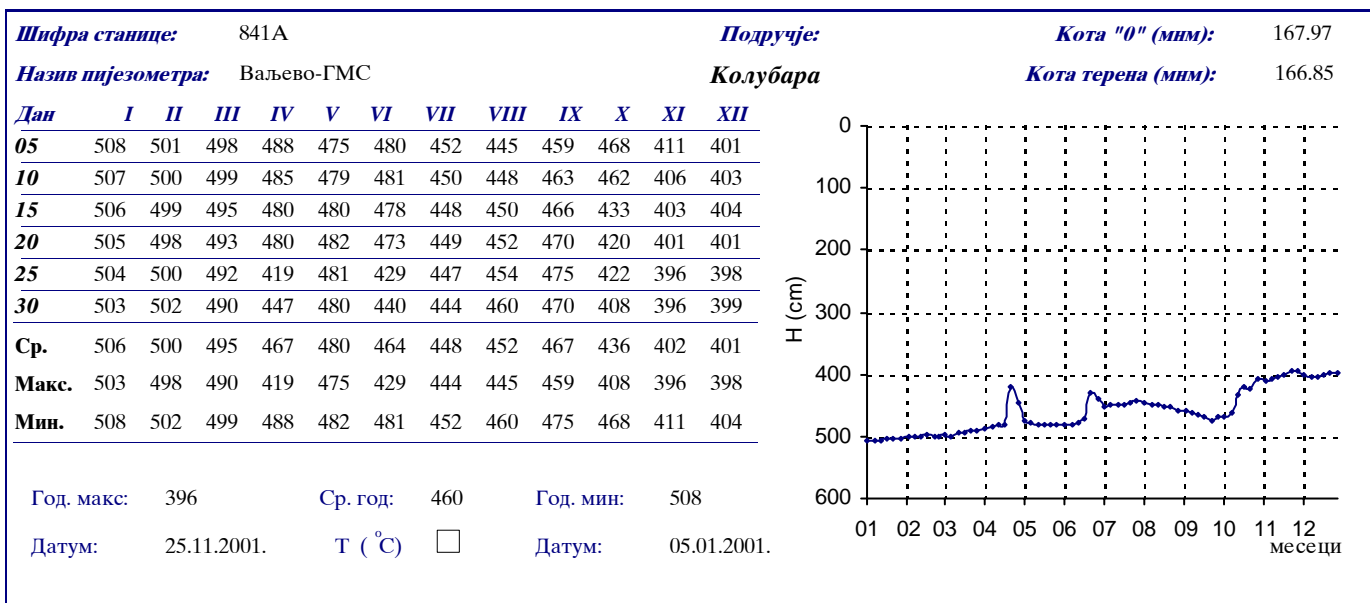 Шифра станице: 841А Подручје: Кота "0" (мнм): 167.97
Назив пијезометра: Ваљево-ГМС Колубара Кота терена (мнм): 166.85
Дан I II III IV V VI VII VIII IX X XI XII
05 508 501 498 488 475 480 452 445 459 468 411 401
10 507 500 499 485 479 481 450 448 463 462 406 403
15 506 499 495 480 480 478 448 450 466 433 403 404
20 505 498 493 480 482 473 449 452 470 420 401 401
25 504 500 492 419 481 429 447 454 475 422 396 398
30 503 502 490 447 480 440 444 460 470 408 396 399
Ср. 506 500 495 467 480 464 448 452 467 436 402 401
Макс. 503 498 490 419 475 429 444 445 459 408 396 398
Мин. 508 502 499 488 482 481 452 460 475 468 411 404
Год. макс: 396 Ср. год: 460 Год. мин: 508
Датум: 25.11.2001. Т ( °С) Датум: 05.01.2001.
0
100
200
300
400
500
600
H (cm)
01 02 03 04 05 06 07 08 09 10 11 12
месеци